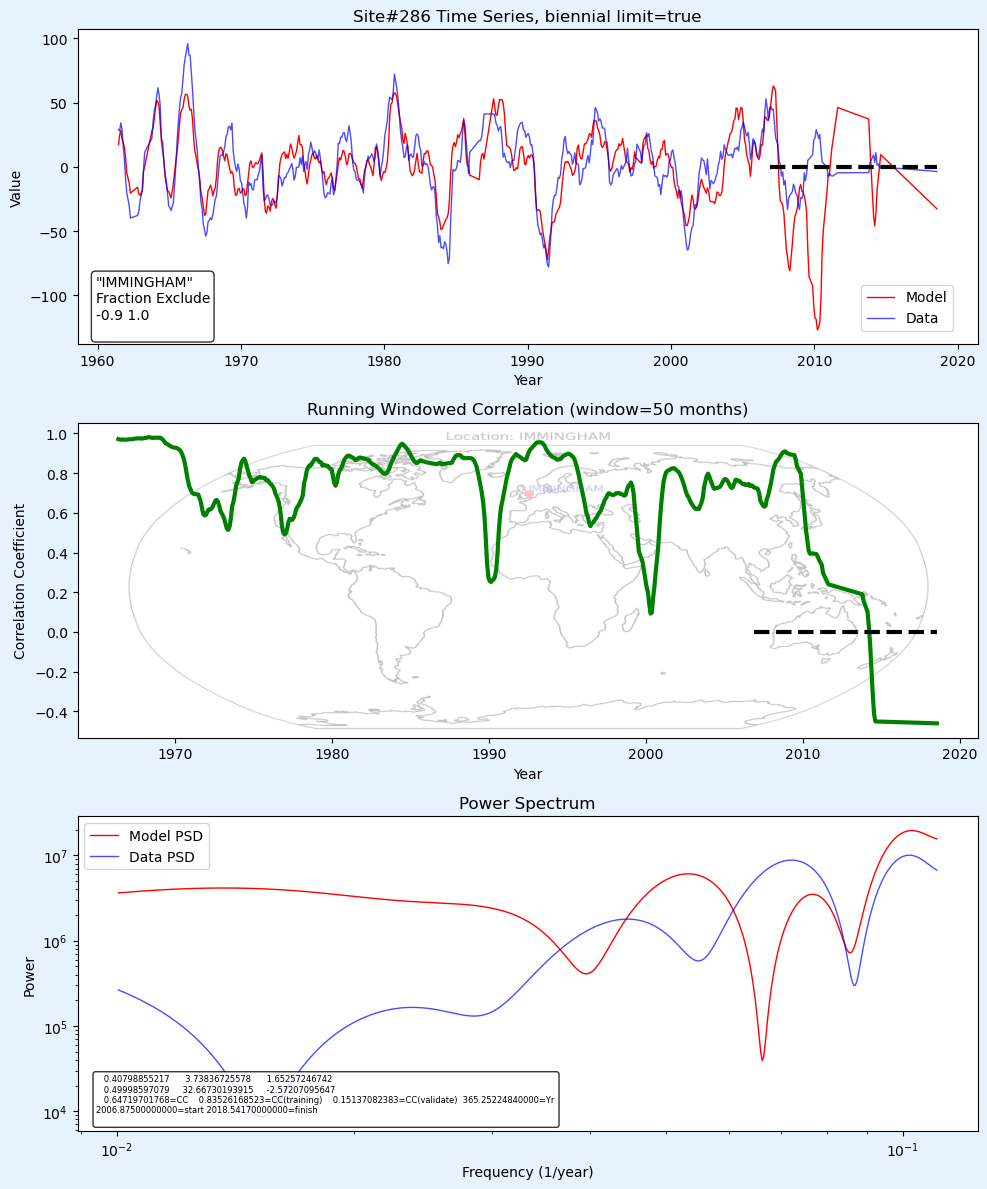 Site#286 Time Series, biennial limit=true
Value
100
50
0
−50
−100
"IMMINGHAM"
Fraction Exclude
-0.9 1.0
Model
Data
1960
1970
1980
1990
2000
2010
2020
Year
Running Windowed Correlation (window=50 months)
Correlation Coefficient
1.0
0.8
0.6
0.4
0.2
0.0
−0.2
−0.4
Location: IMMINGHAM
IMMINGHAM
1970
1980
1990
2000
2010
2020
Year
Power Spectrum
Power
Model PSD
Data PSD
10^7
10^6
10^5
10^4
0.40798855217 3.73836725578 1.65257246742
0.49998597079 32.66730193915 -2.57207095647
0.64719701768=CC 0.83526168523=CC(training) 0.15137082383=CC(validate) 365.25224840000=Yr
2006.87500000000=start 2018.54170000000=finish
10^−2
10^−1
Frequency (1/year)